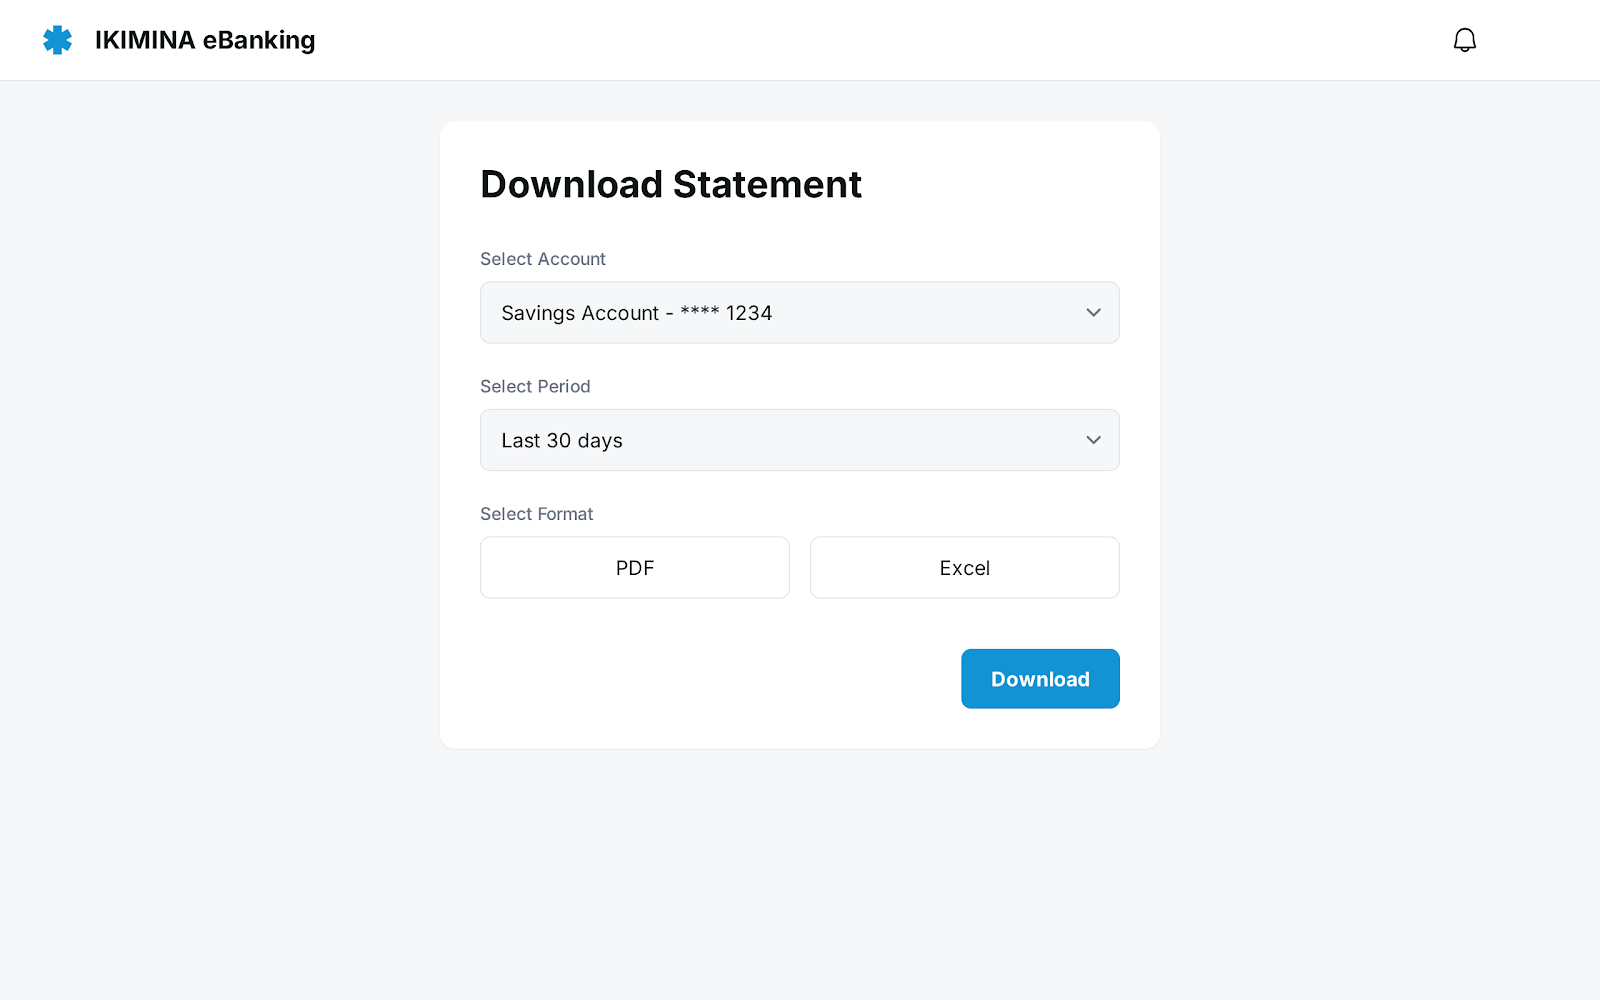 IKIMINA eBanking
Download Statement
Select Account
Savings Account - **** 1234
Select Period
Last 30 days
Select Format
PDF
Excel
Download